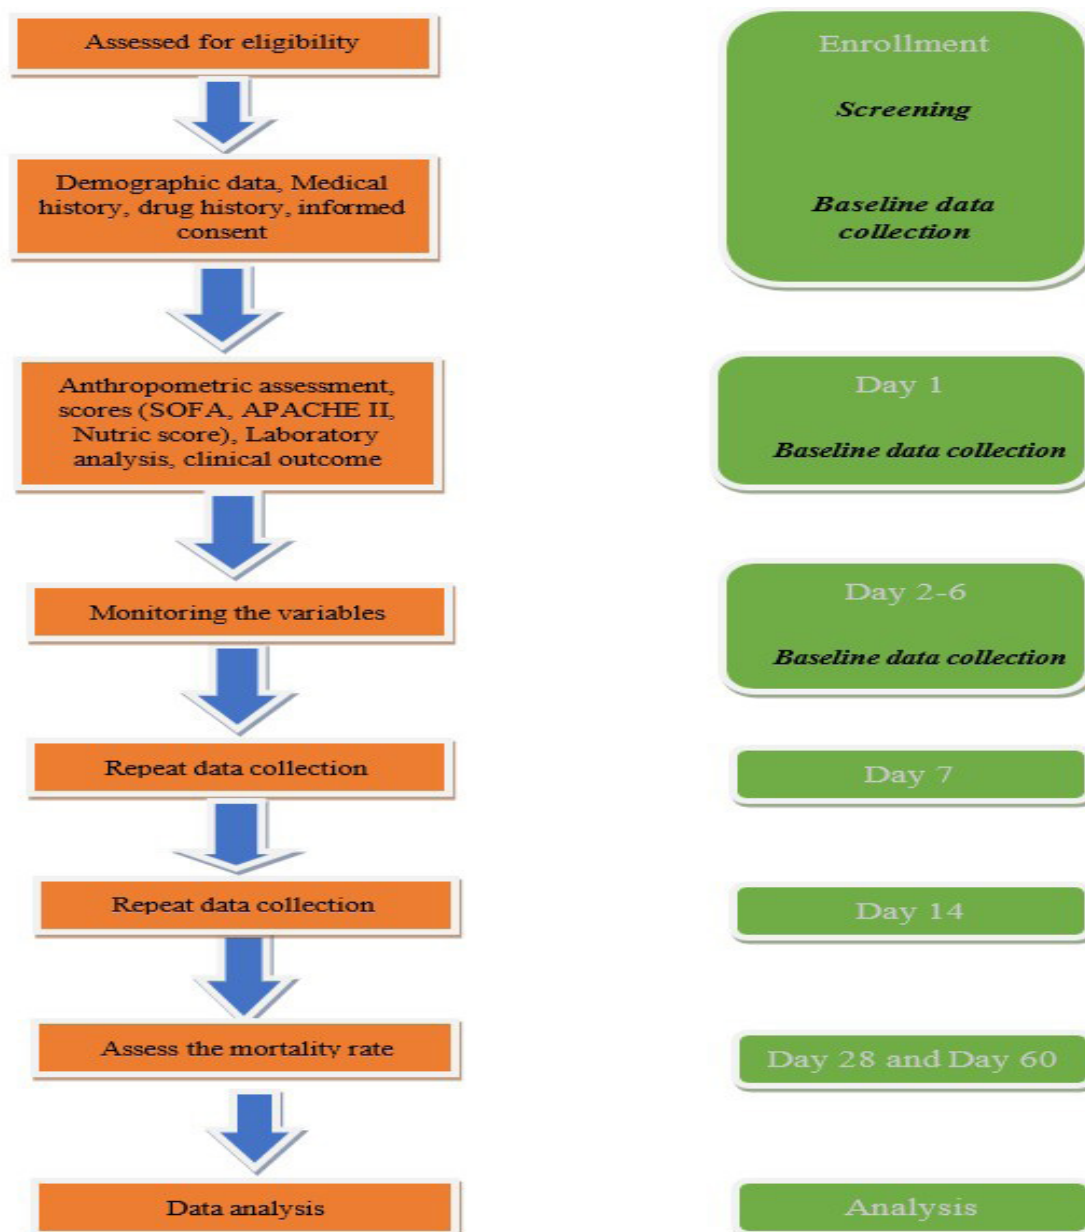 Assessed for eligibility
Enrollment
Screening
Demographic data, Medical
history, drug history, informed
consent
Baseline data
collection
Anthropometric assessment,
scores (SOFA, APACHE II,
Nutric score), Laboratory
analysis, clinical outcome
Day 1
Baseline data collection
Monitoring the variables
Day 2-6
Baseline data collection
Repeat data collection
Day 7
Repeat data collection
Day 14
Assess the mortality rate
Day 28 and Day 60
Data analysis
Analysis